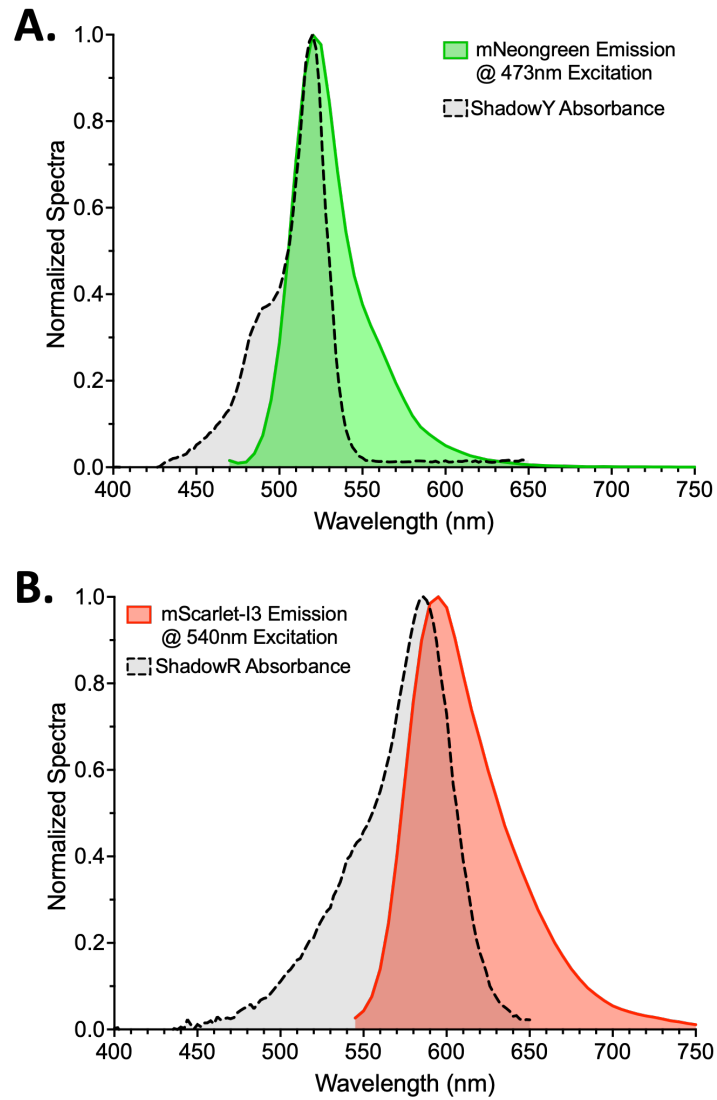 A.
mNeongreen Emission
@ 473nm Excitation
ShadowY Absorbance
Normalized Spectra
1.0
0.8
0.6
0.4
0.2
0.0
400 450 500 550 600 650 700 750
Wavelength (nm)
B.
mScarlet-I3 Emission
@ 540nm Excitation
ShadowR Absorbance
Normalized Spectra
1.0
0.8
0.6
0.4
0.2
0.0
400 450 500 550 600 650 700 750
Wavelength (nm)